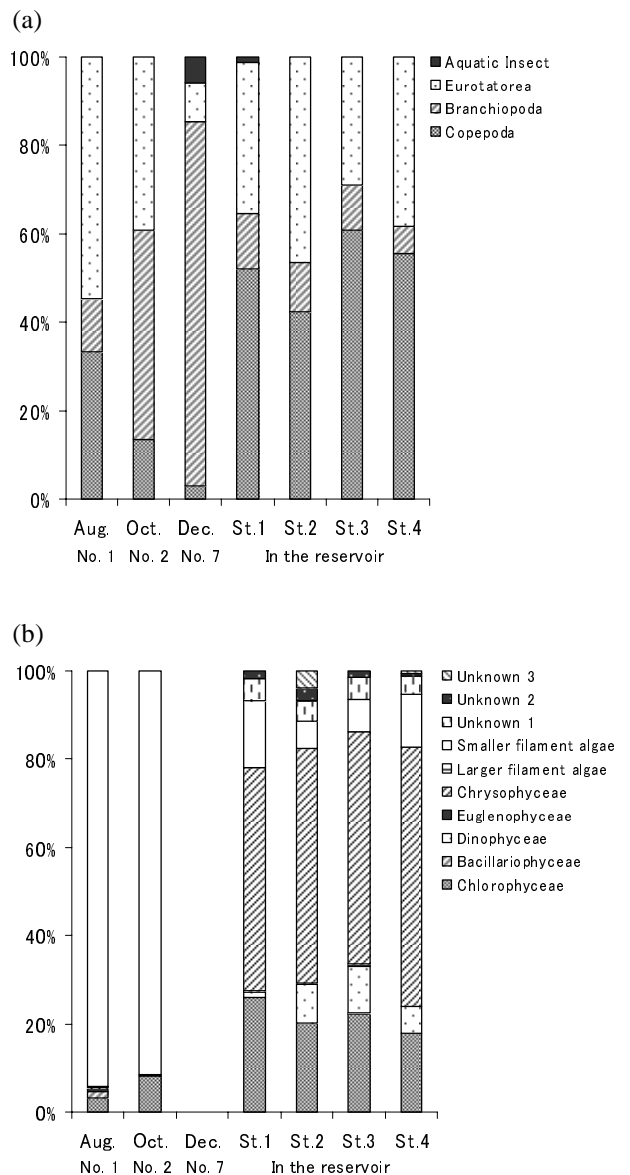 (a)
100%
80%
60%
40%
20%
0%
Aquatic Insect
Eurotatorea
Branchiopoda
Copepoda
Aug. Oct. Dec. St.1 St.2 St.3 St.4
No. 1 No. 2 No. 7 In the reservoir
(b)
100%
80%
60%
40%
20%
0%
Unknown 3
Unknown 2
Unknown 1
Smaller filament algae
Larger filament algae
Chrysophyceae
Euglenophyceae
Dinophyceae
Bacillariophyceae
Chlorophyceae
Aug. Oct. Dec. St.1 St.2 St.3 St.4
No. 1 No. 2 No. 7 In the reservoir